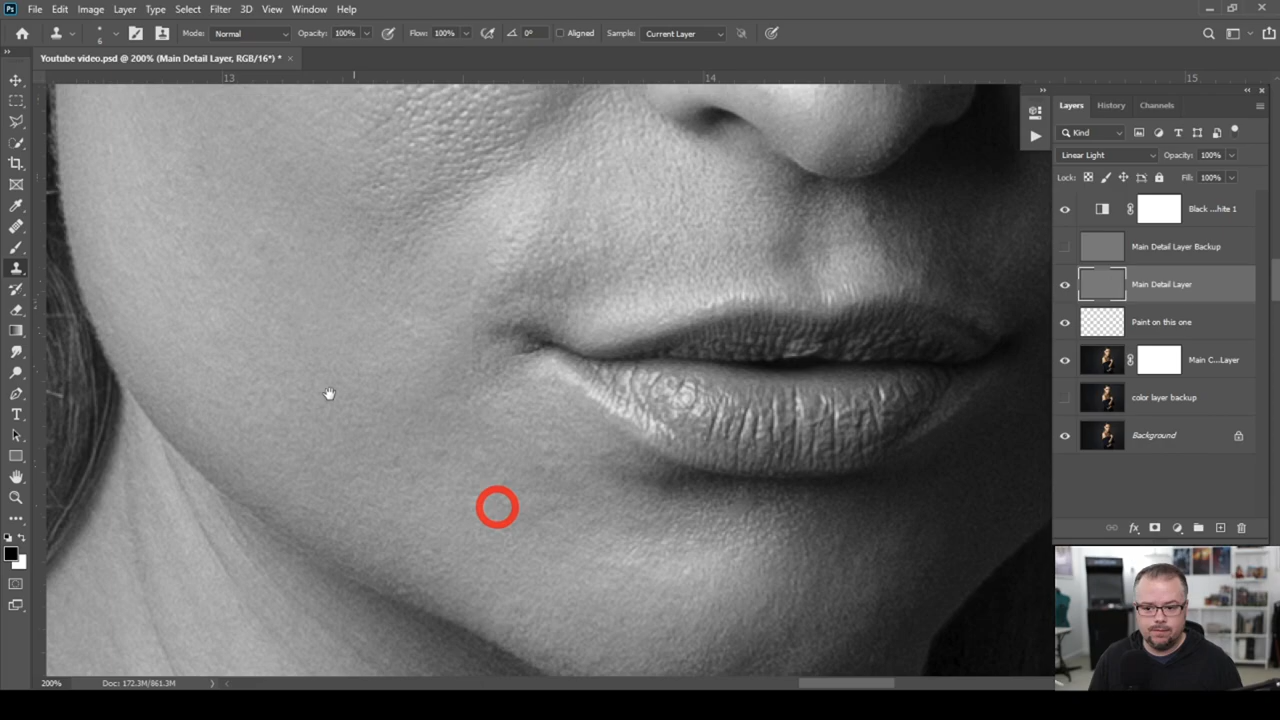 Ps File Edit Image Layer Type Select Filter 3D View Window Help
6 Mode: Normal Opacity: 100% Flow: 100% 0° Aligned Sample: Current Layer
Youtube video.psd @ 200% (Main Detail Layer, RGB/16*) * ×
13 14 15
Layers History Channels
Kind
Linear Light Opacity: 100%
Lock: Fill: 100%
Black ...hite 1
Main Detail Layer Backup
Main Detail Layer
Paint on this one
Main C...Layer
color layer backup
Background
fx
200% Doc: 172.3M/861.3M